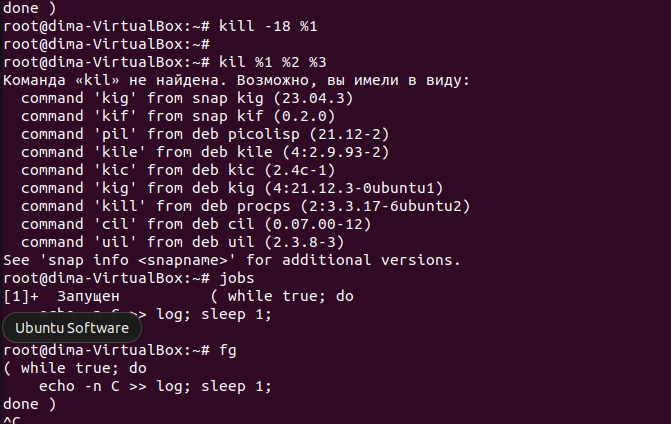 done )
root@dima-VirtualBox:~# kill -18 %1
root@dima-VirtualBox:~#
root@dima-VirtualBox:~# kil %1 %2 %3
Команда «kil» не найдена. Возможно, вы имели в виду:
  command 'kig' from snap kig (23.04.3)
  command 'kif' from snap kif (0.2.0)
  command 'pil' from deb picolisp (21.12-2)
  command 'kile' from deb kile (4:2.9.93-2)
  command 'kic' from deb kic (2.4c-1)
  command 'kig' from deb kig (4:21.12.3-0ubuntu1)
  command 'kill' from deb procps (2:3.3.17-6ubuntu2)
  command 'cil' from deb cil (0.07.00-12)
  command 'uil' from deb uil (2.3.8-3)
See 'snap info <snapname>' for additional versions.
root@dima-VirtualBox:~# jobs
[1]+  Запущен          ( while true; do
    echo -n C >> log; sleep 1;
Ubuntu Software
root@dima-VirtualBox:~# fg
( while true; do
    echo -n C >> log; sleep 1;
done )
^C